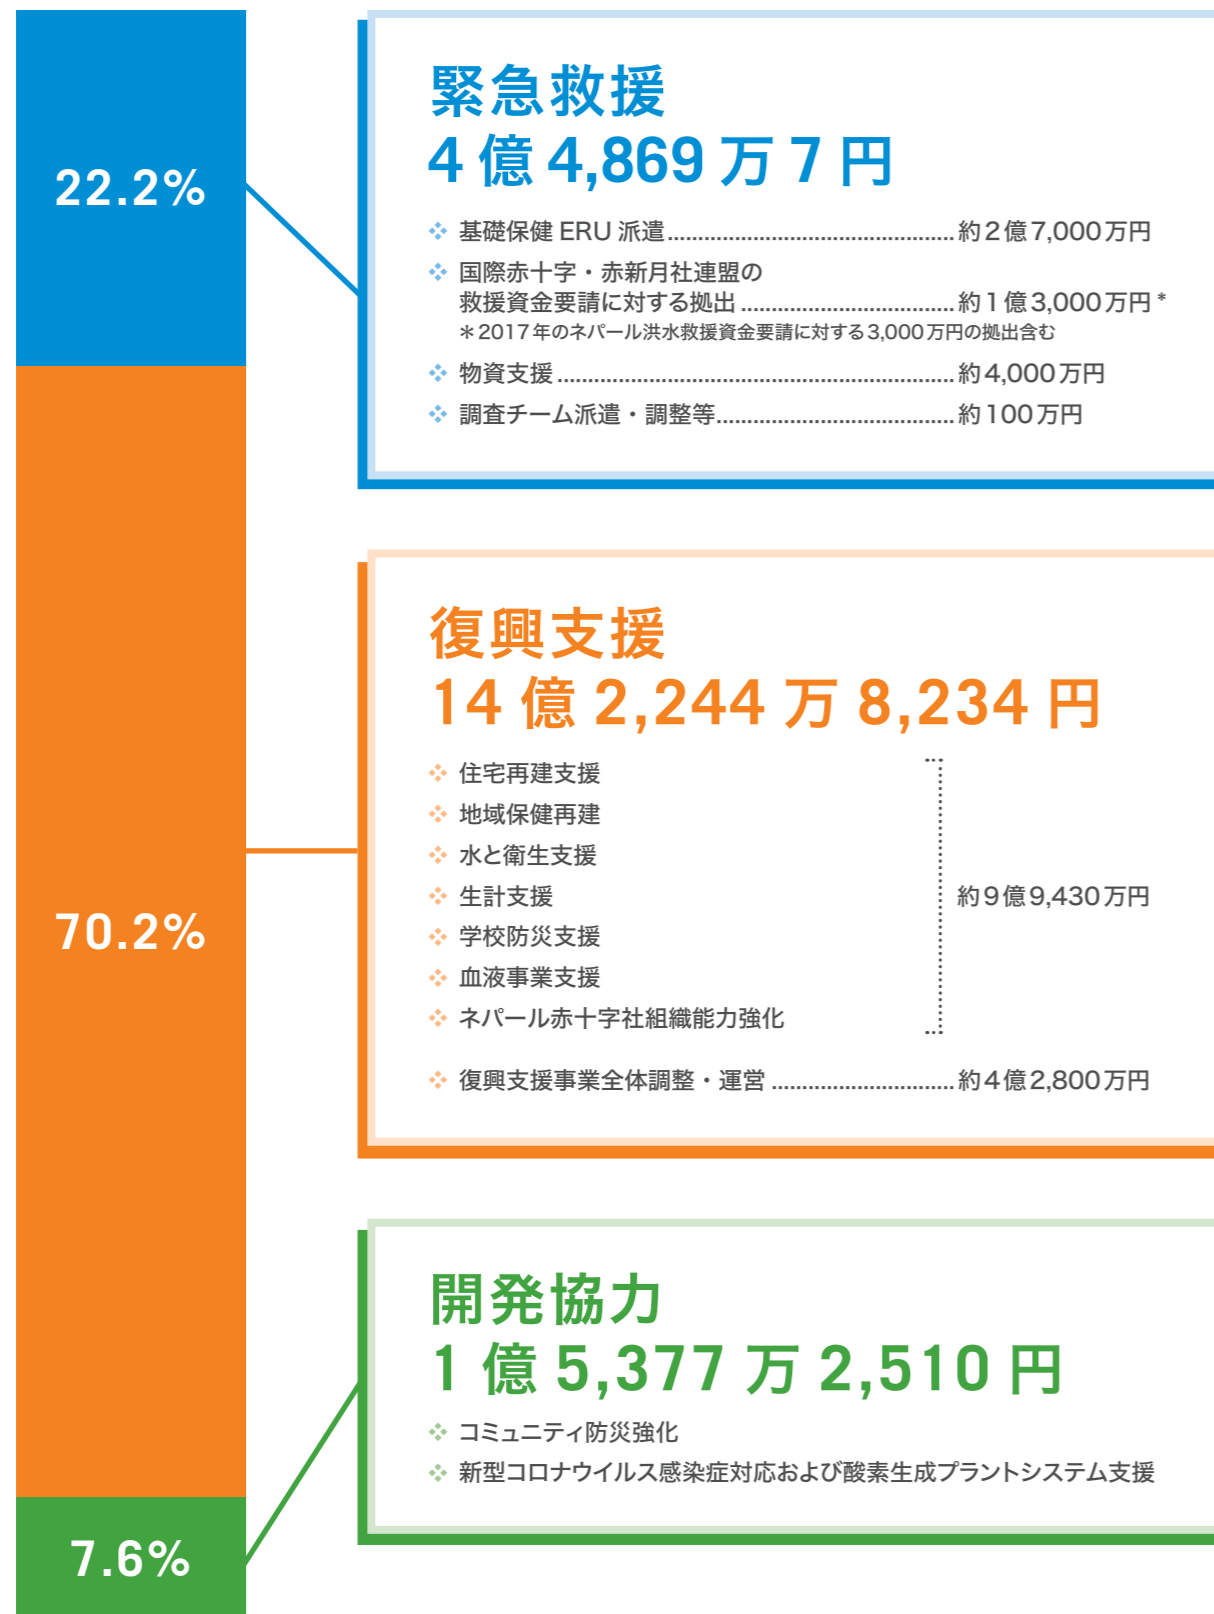 22.2%
緊急救援
4億4,869万7円
基礎保健ERU派遣 約2億7,000万円
国際赤十字・赤新月社連盟の
救援資金要請に対する拠出 約1億3,000万円*
＊2017年のネパール洪水救援資金要請に対する3,000万円の拠出含む
物資支援 約4,000万円
調査チーム派遣・調整等 約100万円
70.2%
復興支援
14億2,244万8,234円
住宅再建支援
地域保健再建
水と衛生支援
生計支援 約9億9,430万円
学校防災支援
血液事業支援
ネパール赤十字社組織能力強化
復興支援事業全体調整・運営 約4億2,800万円
7.6%
開発協力
1億5,377万2,510円
コミュニティ防災強化
新型コロナウイルス感染症対応および酸素生成プラントシステム支援